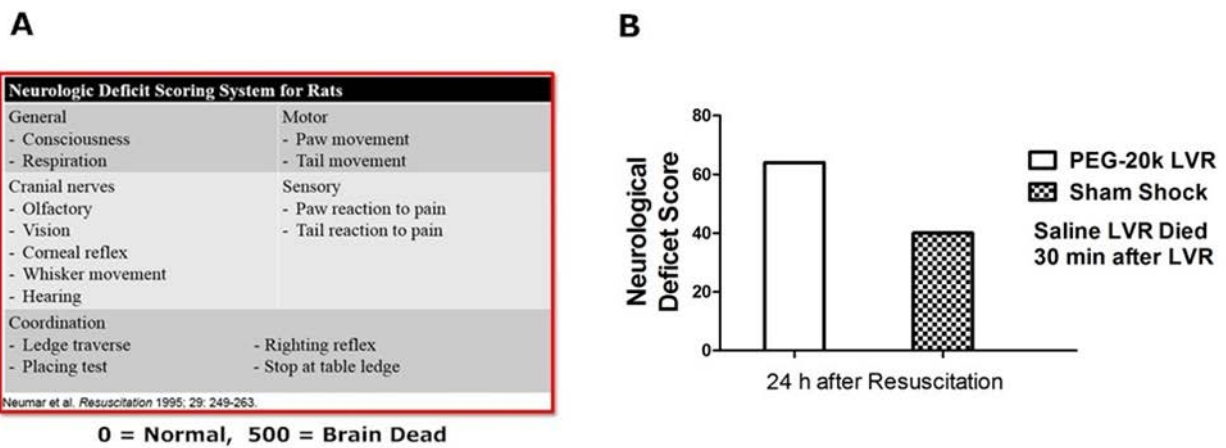 A
Neurologic Deficit Scoring System for Rats
General
- Consciousness
- Respiration
Motor
- Paw movement
- Tail movement
Cranial nerves
- Olfactory
- Vision
- Corneal reflex
- Whisker movement
- Hearing
Sensory
- Paw reaction to pain
- Tail reaction to pain
Coordination
- Ledge traverse
- Placing test
- Righting reflex
- Stop at table ledge
Neumar et al. Resuscitation 1995; 29: 249-263.
0 = Normal, 500 = Brain Dead
B
Neurological
Deficet Score
80
60
40
20
0
24 h after Resuscitation
PEG-20k LVR
Sham Shock
Saline LVR Died
30 min after LVR